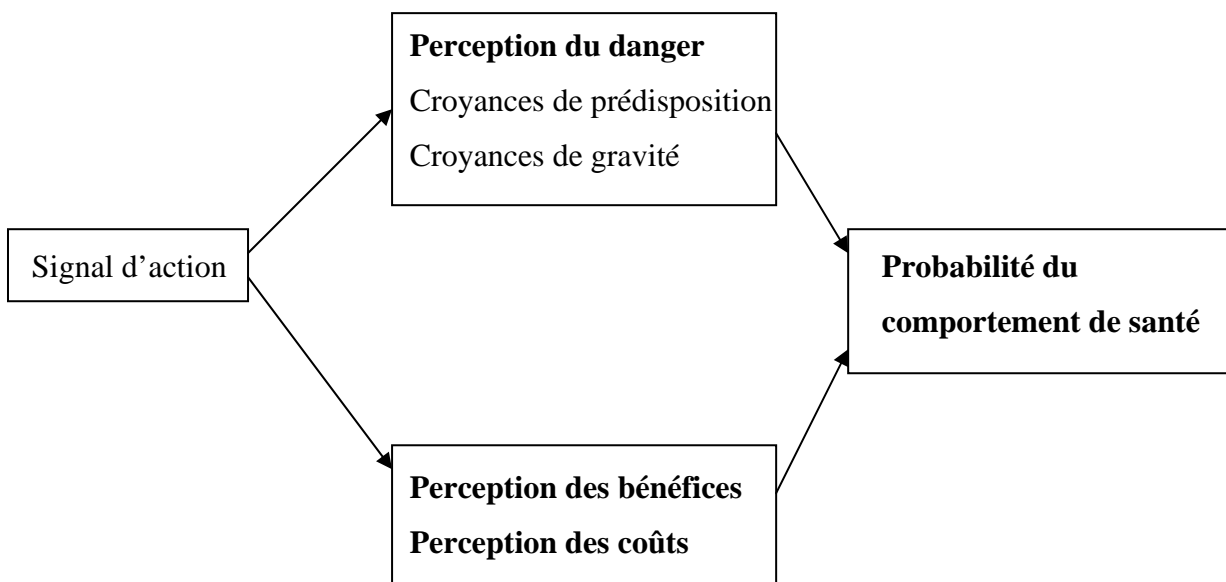 Perception du danger
Croyances de prédisposition
Croyances de gravité
Signal d’action
Probabilité du
comportement de santé
Perception des bénéfices
Perception des coûts